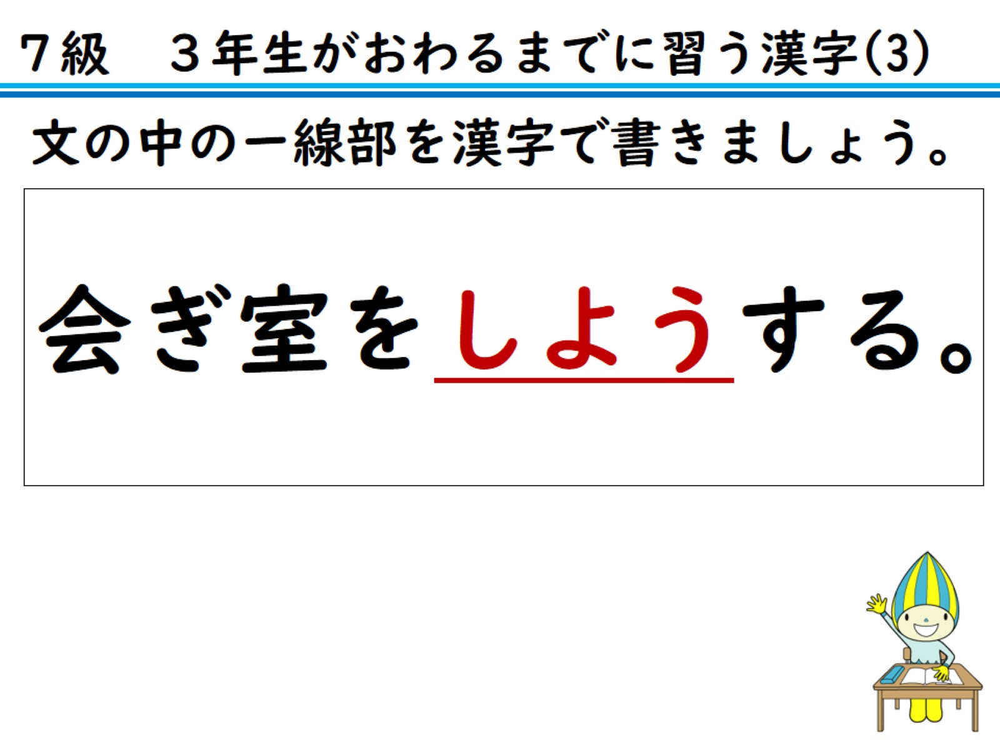 ７級　３年生がおわるまでに習う漢字(3)
文の中の一線部を漢字で書きましょう。
会ぎ室をしようする。